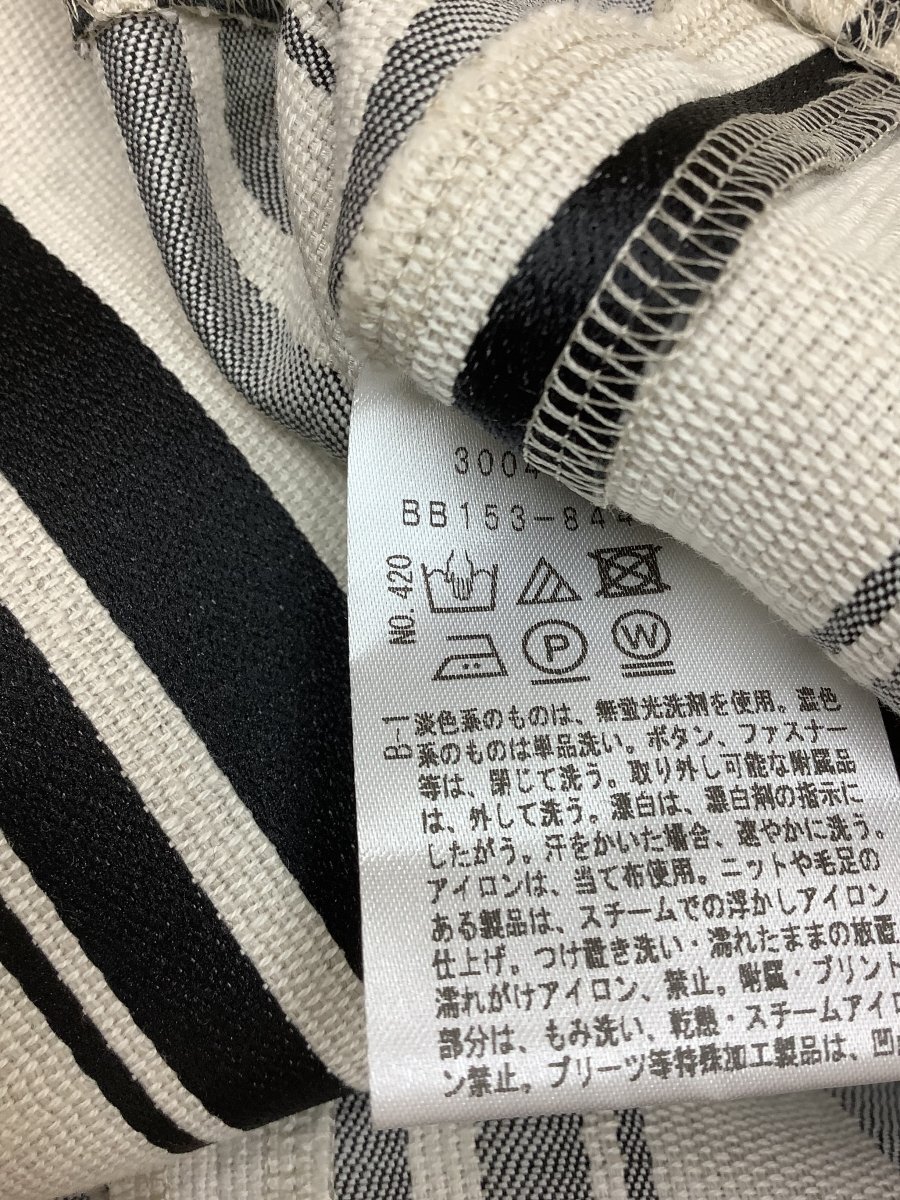 3004
BB153-844
NO. 420
P
W
B-1
淡色系のものは、無蛍光洗剤を使用。濃色
系のものは単品洗い。ボタン、ファスナー
等は、閉じて洗う。取り外し可能な附属品
は、外して洗う。漂白は、漂白剤の指示に
したがう。汗をかいた場合、速やかに洗う。
アイロンは、当て布使用。ニットや毛足の
ある製品は、スチームでの浮かしアイロン
仕上げ。つけ置き洗い・濡れたままの放置
濡れがけアイロン、禁止。附属・プリント
部分は、もみ洗い、乾熱・スチームアイロ
ン禁止。プリーツ等特殊加工製品は、凹